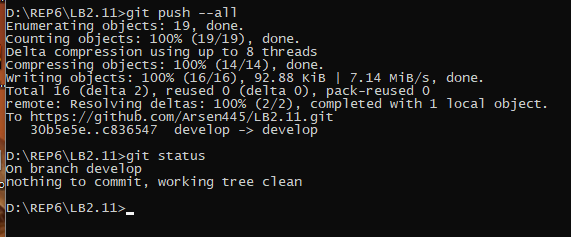 D:\REP6\LB2.11>git push --all
Enumerating objects: 19, done.
Counting objects: 100% (19/19), done.
Delta compression using up to 8 threads
Compressing objects: 100% (14/14), done.
Writing objects: 100% (16/16), 92.88 KiB | 7.14 MiB/s, done.
Total 16 (delta 2), reused 0 (delta 0), pack-reused 0
remote: Resolving deltas: 100% (2/2), completed with 1 local object.
To https://github.com/Arsen445/LB2.11.git
   30b5e5e..c836547  develop -> develop
D:\REP6\LB2.11>git status
On branch develop
nothing to commit, working tree clean
D:\REP6\LB2.11>